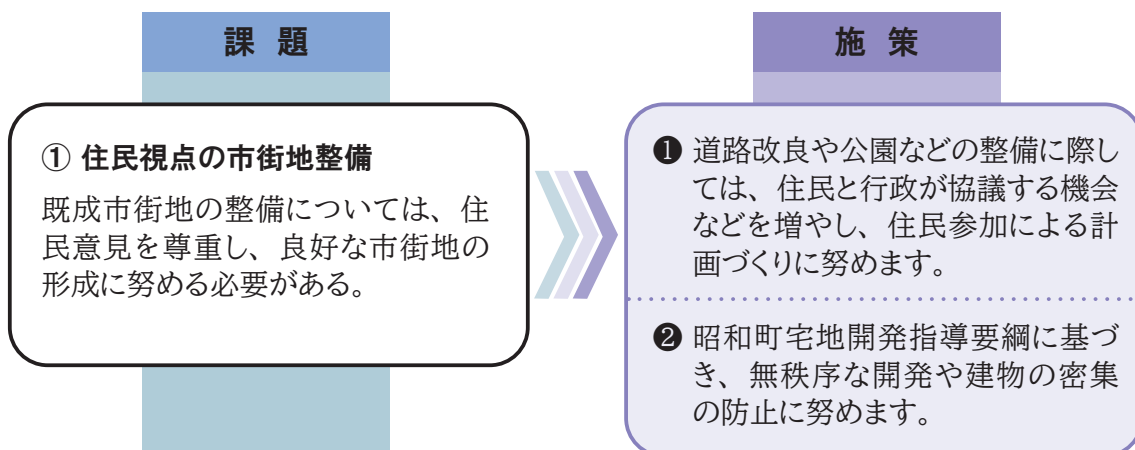 課 題
① 住民視点の市街地整備
既成市街地の整備については、住
民意見を尊重し、良好な市街地の
形成に努める必要がある。
施 策
❶ 道路改良や公園などの整備に際し
ては、住民と行政が協議する機会
などを増やし、住民参加による計
画づくりに努めます。
❷ 昭和町宅地開発指導要綱に基づ
き、無秩序な開発や建物の密集
の防止に努めます。